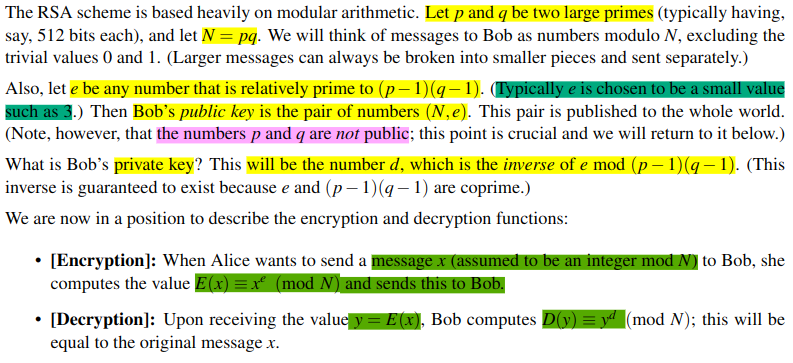 The RSA scheme is based heavily on modular arithmetic. Let p and q be two large primes (typically having,
say, 512 bits each), and let N = pq. We will think of messages to Bob as numbers modulo N, excluding the
trivial values 0 and 1. (Larger messages can always be broken into smaller pieces and sent separately.)
Also, let e be any number that is relatively prime to (p − 1)(q − 1). (Typically e is chosen to be a small value
such as 3.) Then Bob's public key is the pair of numbers (N,e). This pair is published to the whole world.
(Note, however, that the numbers p and q are not public; this point is crucial and we will return to it below.)
What is Bob's private key? This will be the number d, which is the inverse of e mod (p − 1)(q − 1). (This
inverse is guaranteed to exist because e and (p − 1)(q − 1) are coprime.)
We are now in a position to describe the encryption and decryption functions:
• [Encryption]: When Alice wants to send a message x (assumed to be an integer mod N) to Bob, she
computes the value E(x) ≡ xᵉ (mod N) and sends this to Bob.
• [Decryption]: Upon receiving the value y = E(x), Bob computes D(y) ≡ yᵈ (mod N); this will be
equal to the original message x.